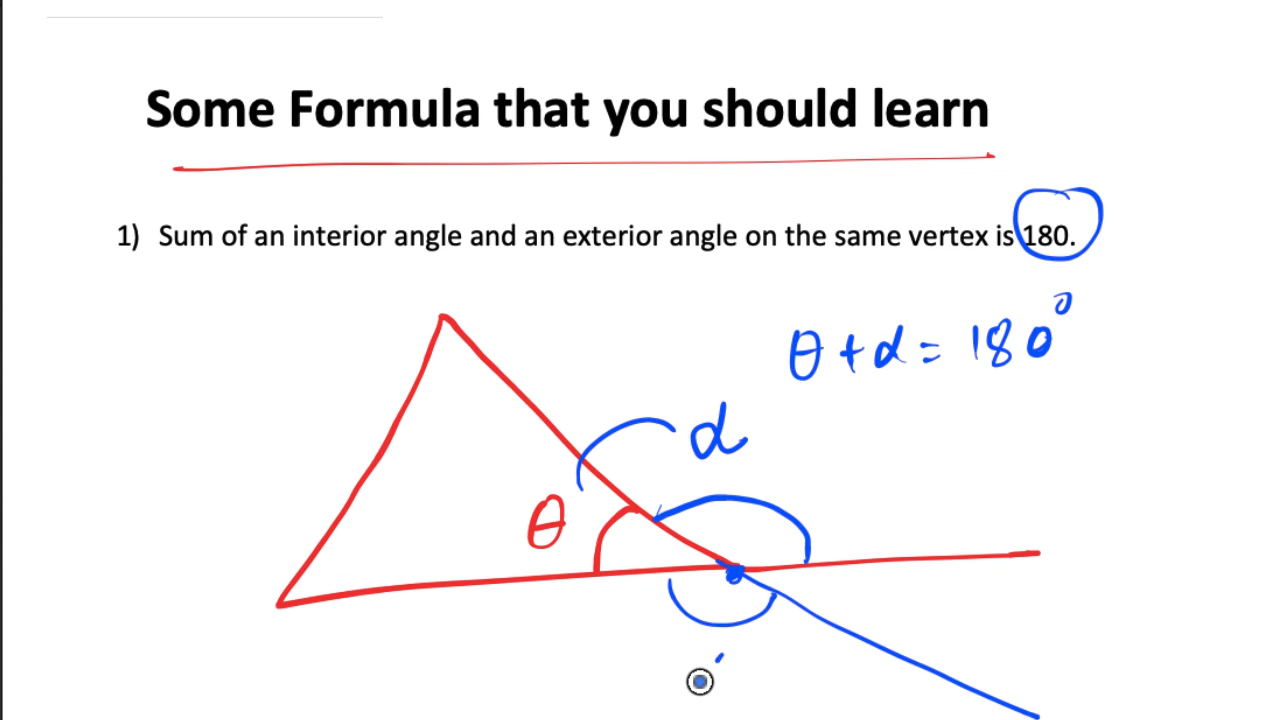 Some Formula that you should learn
1) Sum of an interior angle and an exterior angle on the same vertex is 180.
θ + α = 180°
α
θ